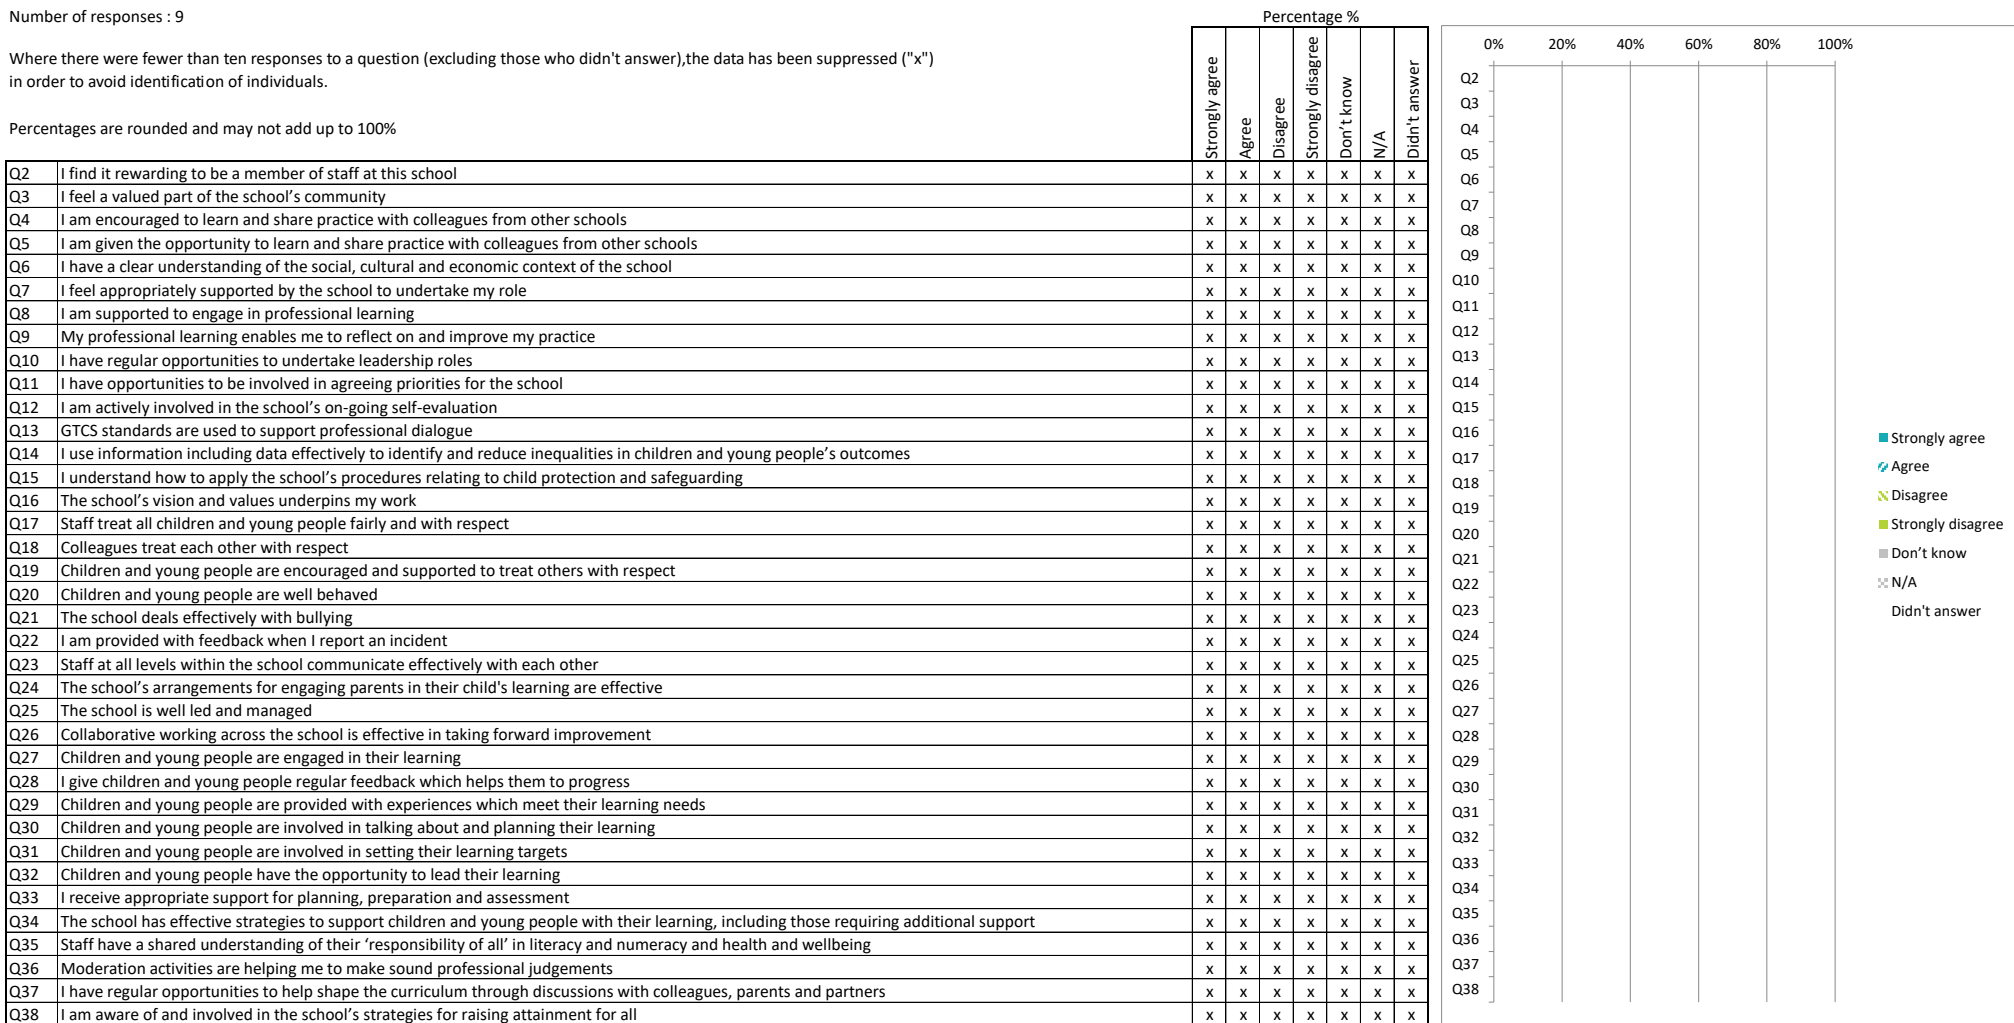 Number of responses : 9
Percentage %
Where there were fewer than ten responses to a question (excluding those who didn't answer),the data has been suppressed ("x")
in order to avoid identification of individuals.
Percentages are rounded and may not add up to 100%
Strongly agree
Agree
Disagree
Strongly disagree
Don't know
N/A
Didn't answer
Q2 I find it rewarding to be a member of staff at this school x x x x x x x
Q3 I feel a valued part of the school’s community x x x x x x x
Q4 I am encouraged to learn and share practice with colleagues from other schools x x x x x x x
Q5 I am given the opportunity to learn and share practice with colleagues from other schools x x x x x x x
Q6 I have a clear understanding of the social, cultural and economic context of the school x x x x x x x
Q7 I feel appropriately supported by the school to undertake my role x x x x x x x
Q8 I am supported to engage in professional learning x x x x x x x
Q9 My professional learning enables me to reflect on and improve my practice x x x x x x x
Q10 I have regular opportunities to undertake leadership roles x x x x x x x
Q11 I have opportunities to be involved in agreeing priorities for the school x x x x x x x
Q12 I am actively involved in the school’s on-going self-evaluation x x x x x x x
Q13 GTCS standards are used to support professional dialogue x x x x x x x
Q14 I use information including data effectively to identify and reduce inequalities in children and young people’s outcomes x x x x x x x
Q15 I understand how to apply the school’s procedures relating to child protection and safeguarding x x x x x x x
Q16 The school’s vision and values underpins my work x x x x x x x
Q17 Staff treat all children and young people fairly and with respect x x x x x x x
Q18 Colleagues treat each other with respect x x x x x x x
Q19 Children and young people are encouraged and supported to treat others with respect x x x x x x x
Q20 Children and young people are well behaved x x x x x x x
Q21 The school deals effectively with bullying x x x x x x x
Q22 I am provided with feedback when I report an incident x x x x x x x
Q23 Staff at all levels within the school communicate effectively with each other x x x x x x x
Q24 The school’s arrangements for engaging parents in their child's learning are effective x x x x x x x
Q25 The school is well led and managed x x x x x x x
Q26 Collaborative working across the school is effective in taking forward improvement x x x x x x x
Q27 Children and young people are engaged in their learning x x x x x x x
Q28 I give children and young people regular feedback which helps them to progress x x x x x x x
Q29 Children and young people are provided with experiences which meet their learning needs x x x x x x x
Q30 Children and young people are involved in talking about and planning their learning x x x x x x x
Q31 Children and young people are involved in setting their learning targets x x x x x x x
Q32 Children and young people have the opportunity to lead their learning x x x x x x x
Q33 I receive appropriate support for planning, preparation and assessment x x x x x x x
Q34 The school has effective strategies to support children and young people with their learning, including those requiring additional support x x x x x x x
Q35 Staff have a shared understanding of their ‘responsibility of all’ in literacy and numeracy and health and wellbeing x x x x x x x
Q36 Moderation activities are helping me to make sound professional judgements x x x x x x x
Q37 I have regular opportunities to help shape the curriculum through discussions with colleagues, parents and partners x x x x x x x
Q38 I am aware of and involved in the school’s strategies for raising attainment for all x x x x x x x
0% 20% 40% 60% 80% 100%
Q2
Q3
Q4
Q5
Q6
Q7
Q8
Q9
Q10
Q11
Q12
Q13
Q14
Q15
Q16
Q17
Q18
Q19
Q20
Q21
Q22
Q23
Q24
Q25
Q26
Q27
Q28
Q29
Q30
Q31
Q32
Q33
Q34
Q35
Q36
Q37
Q38
Strongly agree
Agree
Disagree
Strongly disagree
Don’t know
N/A
Didn't answer